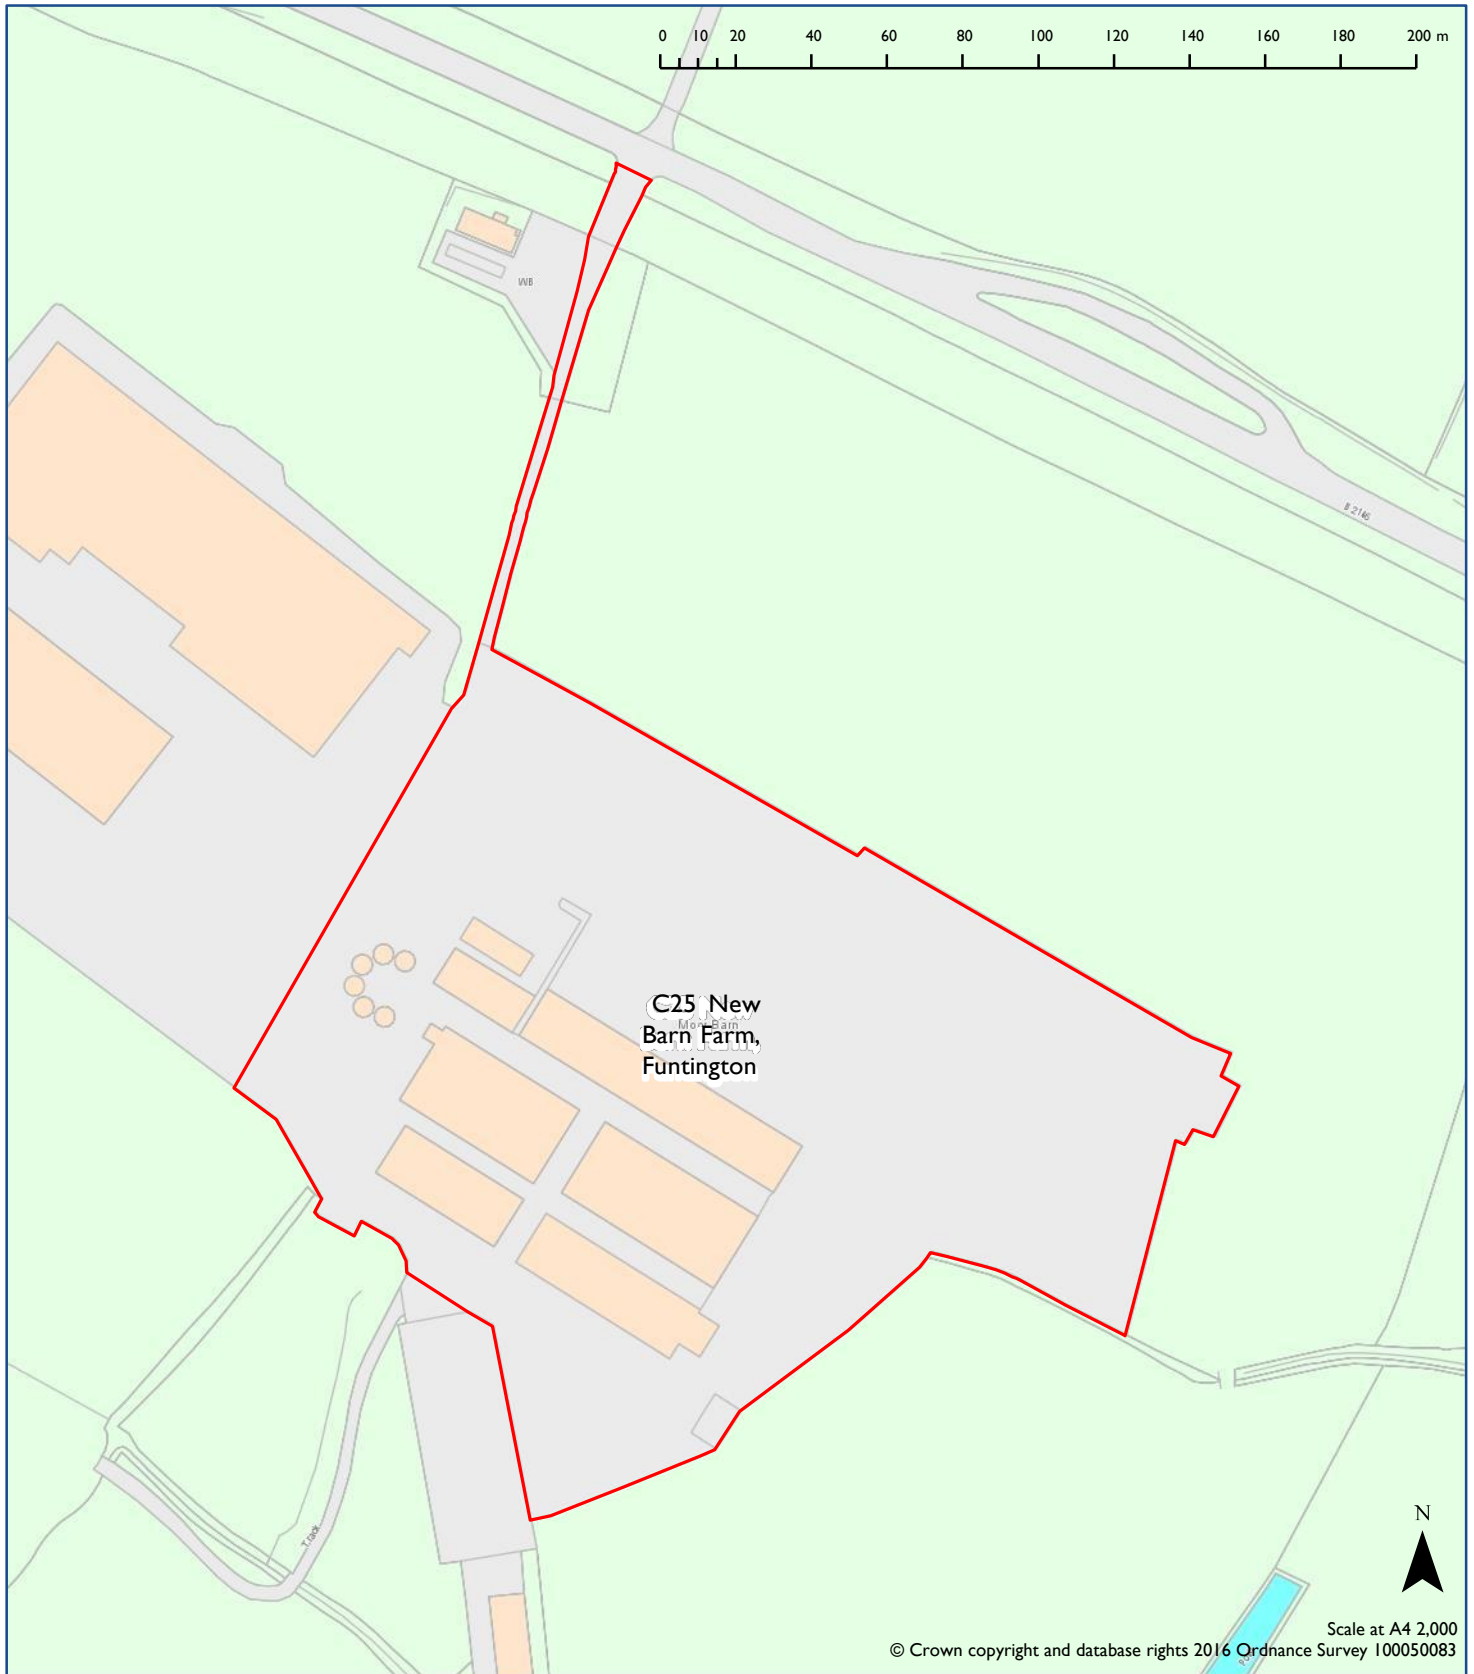 0 10 20 40 60 80 100 120 140 160 180 200 m
WB
B 2146
C25 New
Barn Farm,
Funtington
Track
N
Scale at A4 2,000
© Crown copyright and database rights 2016 Ordnance Survey 100050083